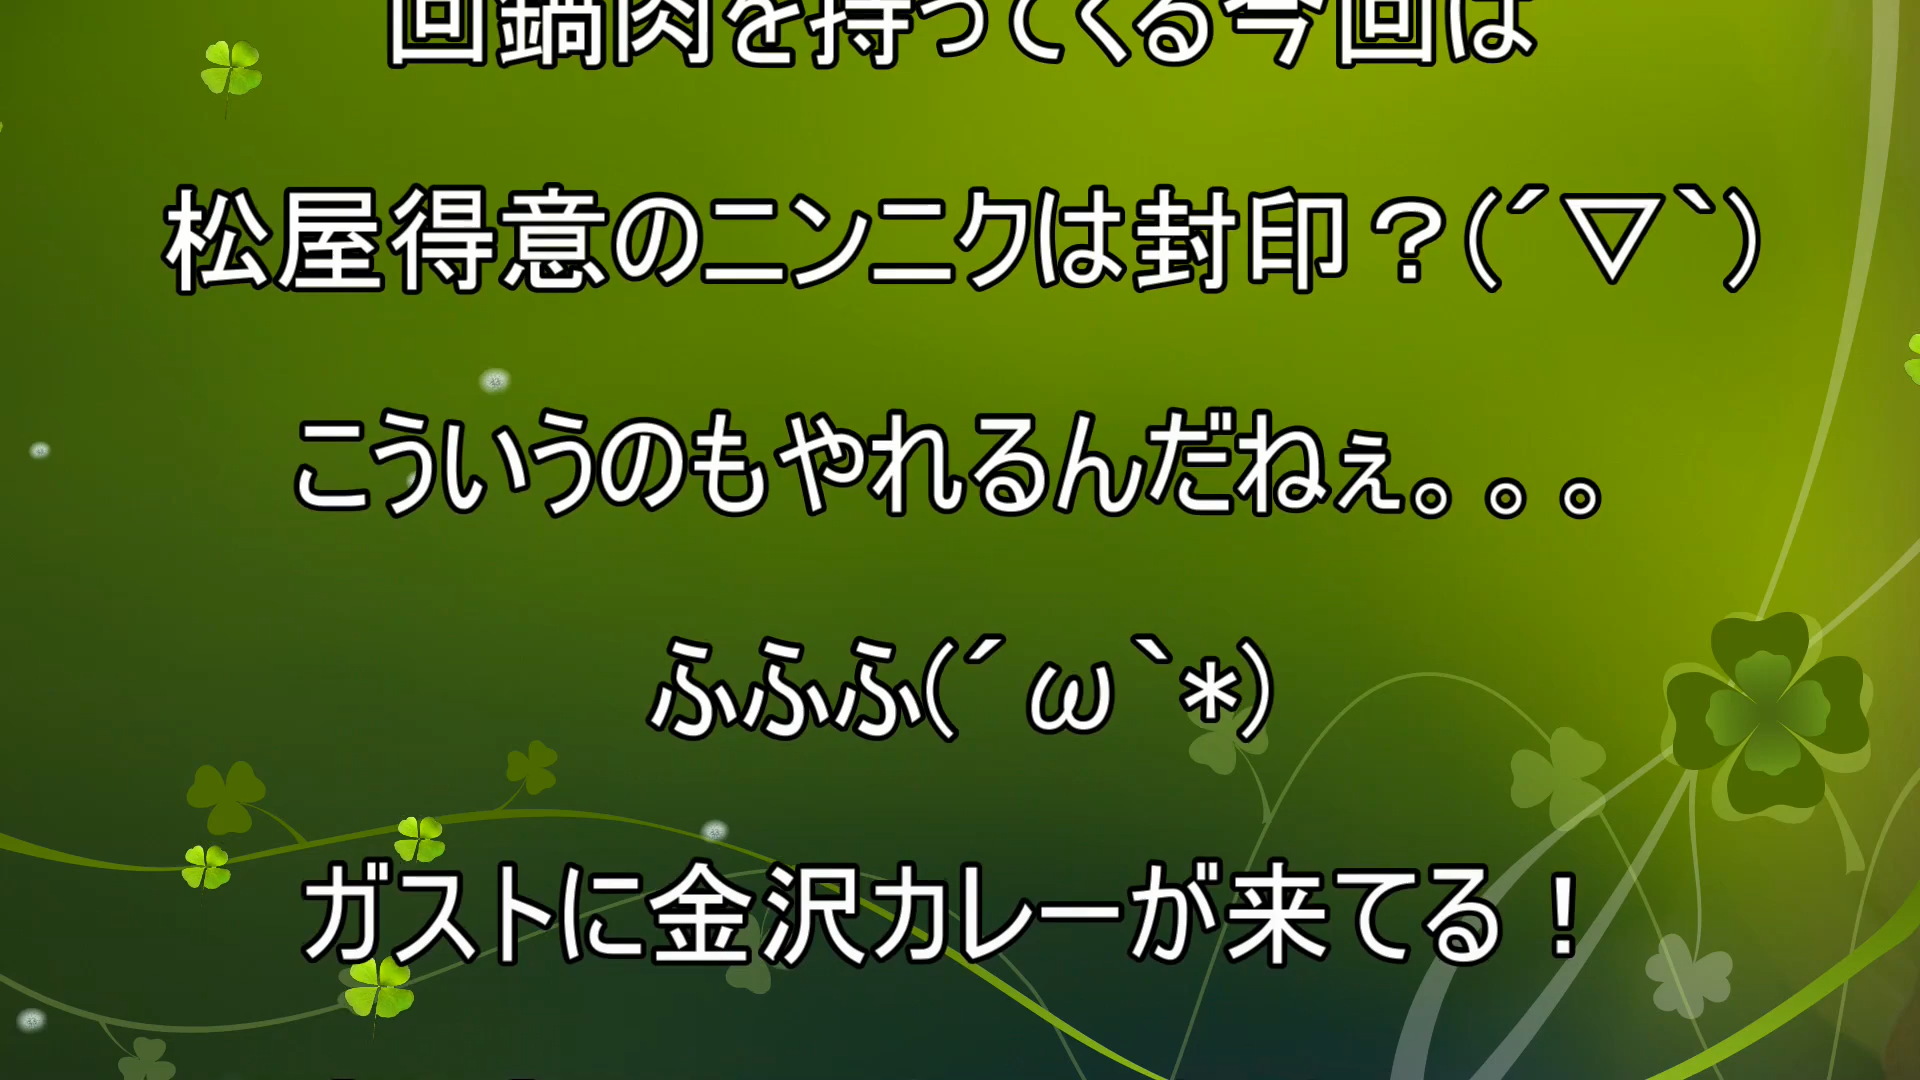 回鍋肉を持ってくる今回は
松屋得意のニンニクは封印？(´▽`)
こういうのもやれるんだねぇ。。。
ふふふ(´ω`*)
ガストに金沢カレーが来てる！